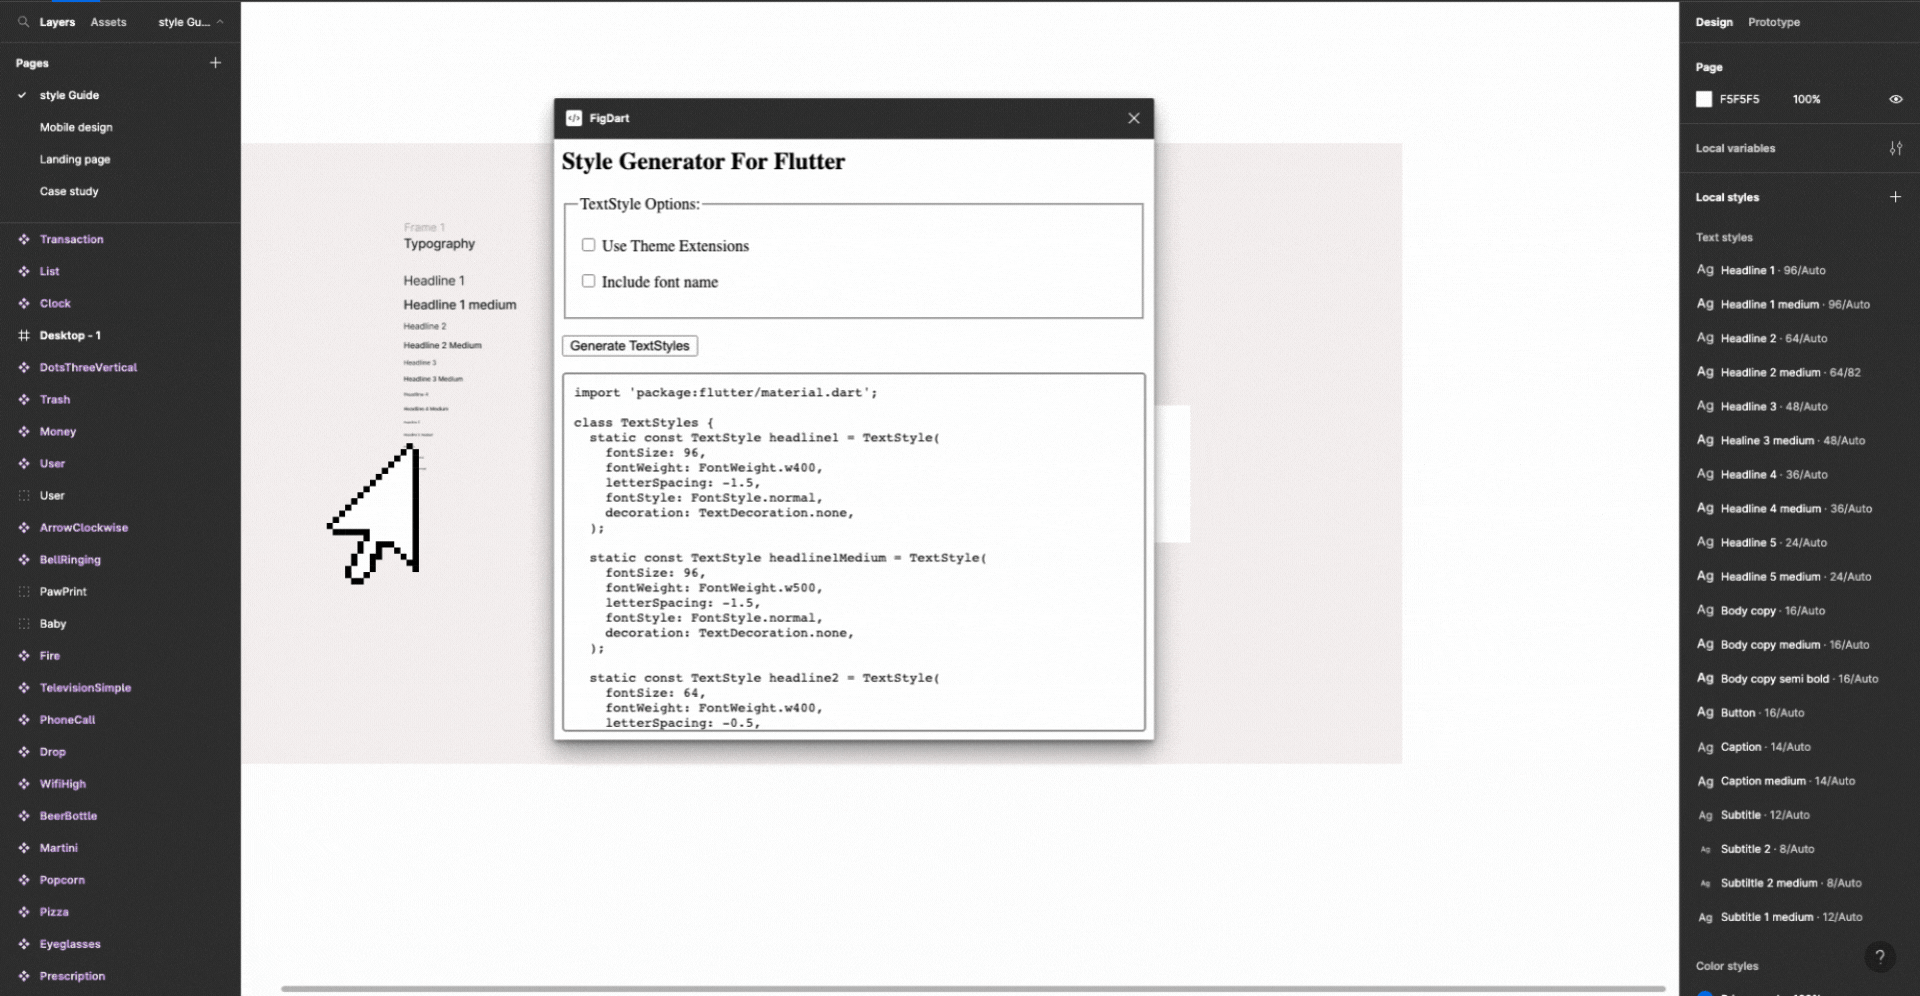 Layers Assets style Gu...
Pages
style Guide
Mobile design
Landing page
Case study
Transaction
List
Clock
Desktop - 1
DotsThreeVertical
Trash
Money
User
User
ArrowClockwise
BellRinging
PawPrint
Baby
Fire
TelevisionSimple
PhoneCall
Drop
WifiHigh
BeerBottle
Martini
Popcorn
Pizza
Eyeglasses
Prescription
Frame 1
Typography
Headline 1
Headline 1 medium
Headline 2
Headline 2 Medium
Headline 3
Headline 3 Medium
Headline 4
Headline 4 Medium
FigDart
Style Generator For Flutter
TextStyle Options:
Use Theme Extensions
Include font name
Generate TextStyles
import 'package:flutter/material.dart';
class TextStyles {
static const TextStyle headline1 = TextStyle(
fontSize: 96,
fontWeight: FontWeight.w400,
letterSpacing: -1.5,
fontStyle: FontStyle.normal,
decoration: TextDecoration.none,
);
static const TextStyle headline1Medium = TextStyle(
fontSize: 96,
fontWeight: FontWeight.w500,
letterSpacing: -1.5,
fontStyle: FontStyle.normal,
decoration: TextDecoration.none,
);
static const TextStyle headline2 = TextStyle(
fontSize: 64,
fontWeight: FontWeight.w400,
letterSpacing: -0.5,
Design Prototype
Page
F5F5F5 100%
Local variables
Local styles
Text styles
Ag Headline 1 · 96/Auto
Ag Headline 1 medium · 96/Auto
Ag Headline 2 · 64/Auto
Ag Headline 2 medium · 64/82
Ag Headline 3 · 48/Auto
Ag Healine 3 medium · 48/Auto
Ag Headline 4 · 36/Auto
Ag Headline 4 medium · 36/Auto
Ag Headline 5 · 24/Auto
Ag Headline 5 medium · 24/Auto
Ag Body copy · 16/Auto
Ag Body copy medium · 16/Auto
Ag Body copy semi bold · 16/Auto
Ag Button · 16/Auto
Ag Caption · 14/Auto
Ag Caption medium · 14/Auto
Ag Subtitle · 12/Auto
Ag Subtitle 2 · 8/Auto
Ag Subtiltle 2 medium · 8/Auto
Ag Subtitle 1 medium · 12/Auto
?
Color styles